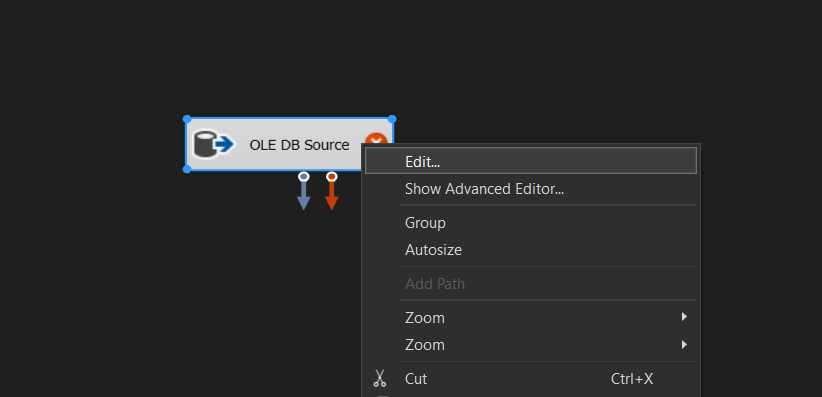 OLE DB Source
Edit...
Show Advanced Editor...
Group
Autosize
Add Path
Zoom
Zoom
Cut Ctrl+X